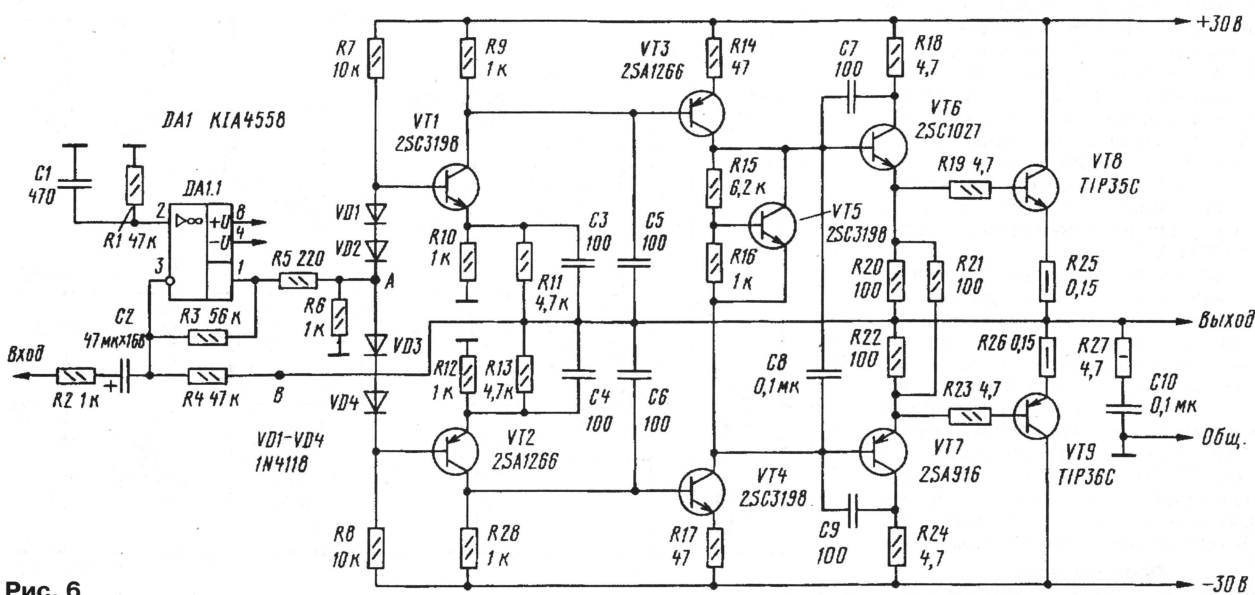 +30 В
R7
10 к
R9
1 к
VT3
2SA1266
R14
47
C7
100
R18
4,7
DA1 KIA4558
VT1
2SC3198
VT6
2SC1027
C1
470
DA1.1
R1 47 к
2
▷∞
+U
8
-U
4
3
1
VD1
VD2
R5 220
A
R6
1 к
R10
1 к
R11
4,7 к
C3
100
C5
100
R15
6,2 к
R16
1 к
VT5
2SC3198
R19 4,7
VT8
TIP35C
R20
100
R21
100
R25
0,15
C2
47 мк×16В
R3 56 к
Вход
+
R2 1 к
R4 47 к
B
VD3
VD4
VD1-VD4
1N4118
R12
1 к
R13
4,7 к
C4
100
C6
100
C8
0,1 мк
R22
100
R26 0,15
Выход
R27
4,7
C10
0,1 мк
R23 4,7
Общ.
VT2
2SA1266
VT4
2SC3198
VT7
2SA916
VT9
TIP36C
R8
10 к
R28
1 к
R17
47
C9
100
R24
4,7
-30 В
Рис. 6